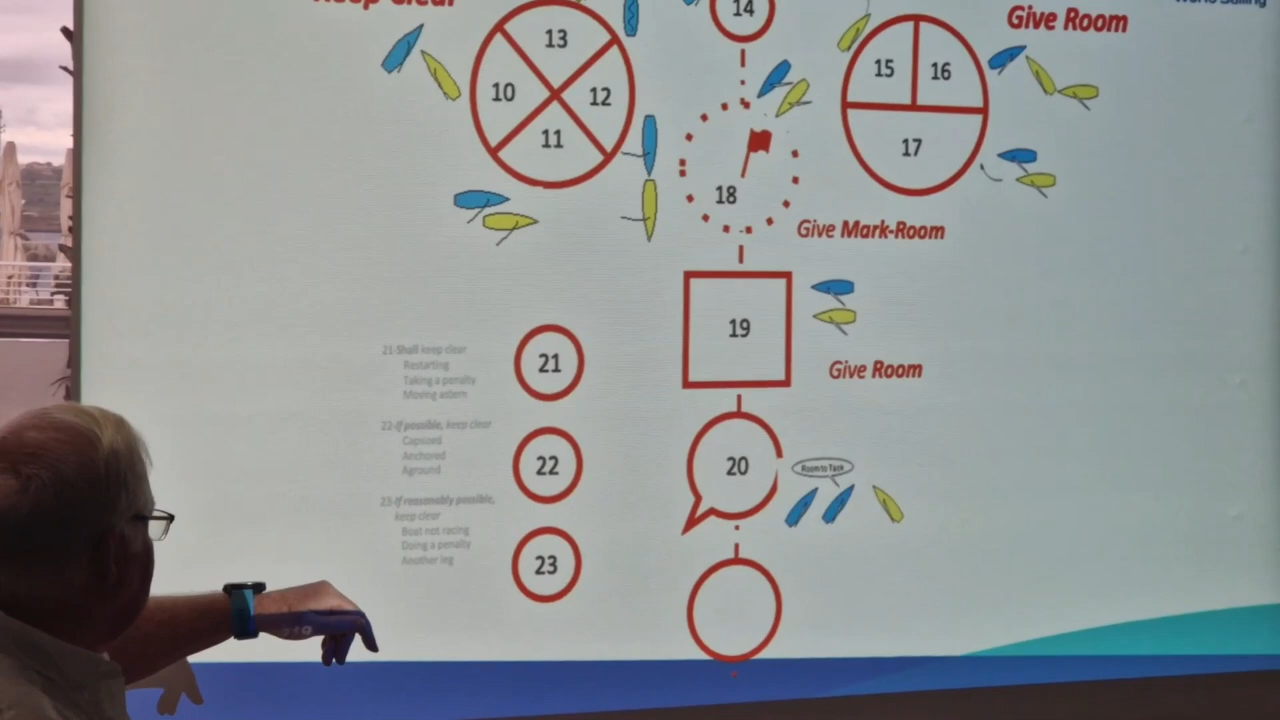 Keep Clear
World Sailing
14
Give Room
13
10
12
11
15
16
17
18
Give Mark-Room
19
Give Room
21-Shall keep clear
Restarting
Taking a penalty
Moving astern
21
22-If possible, keep clear
Capsized
Anchored
Aground
22
20
Room to Tack
23-If reasonably possible,
keep clear
Boat not racing
Doing a penalty
Another leg
23